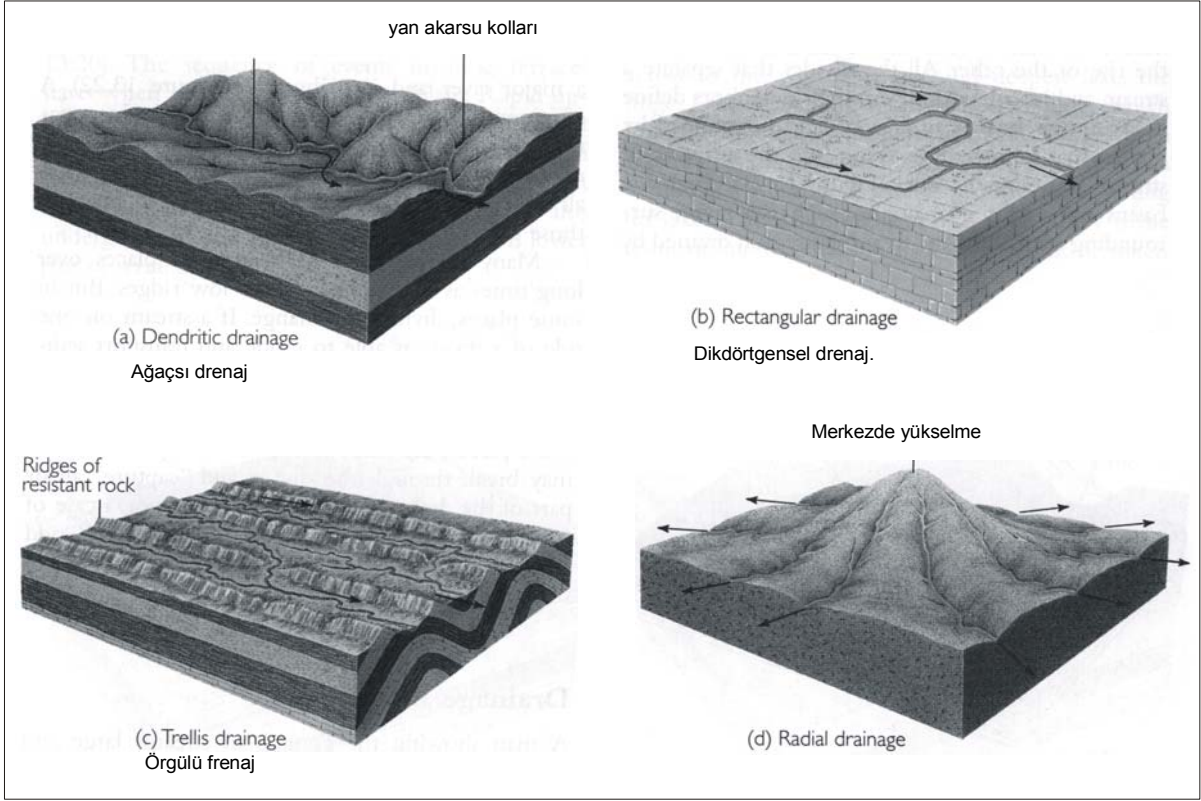 yan akarsu kolları
(a) Dendritic drainage
Ağaçsı drenaj
(b) Rectangular drainage
Dikdörtgensel drenaj.
Ridges of
resistant rock
(c) Trellis drainage
Örgülü frenaj
Merkezde yükselme
(d) Radial drainage